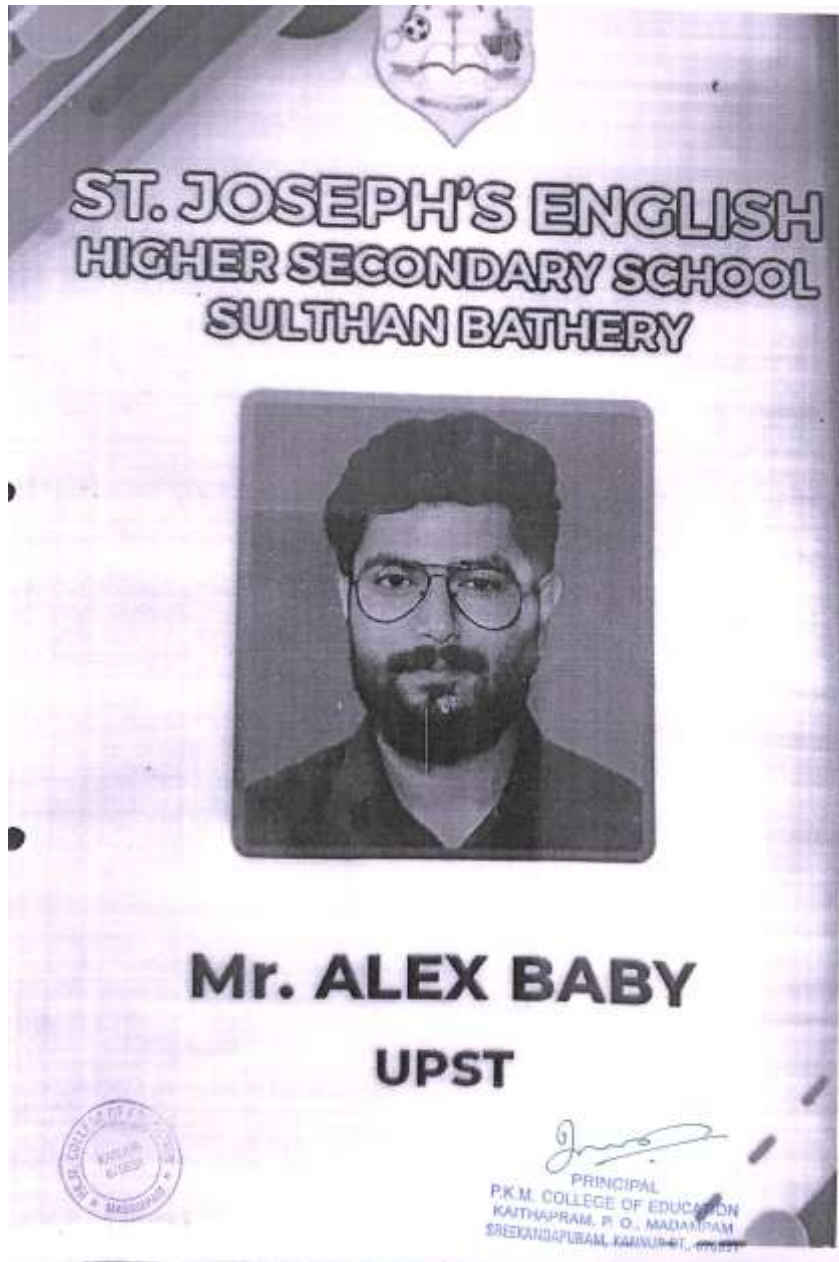 ST. JOSEPH'S ENGLISH
HIGHER SECONDARY SCHOOL
SULTHAN BATHERY
Mr. ALEX BABY
UPST
PRINCIPAL
P.K.M. COLLEGE OF EDUCATION
KAITHAPRAM. P. O., MADAMPAM
SREEKANDAPURAM, KANNUR DT.,